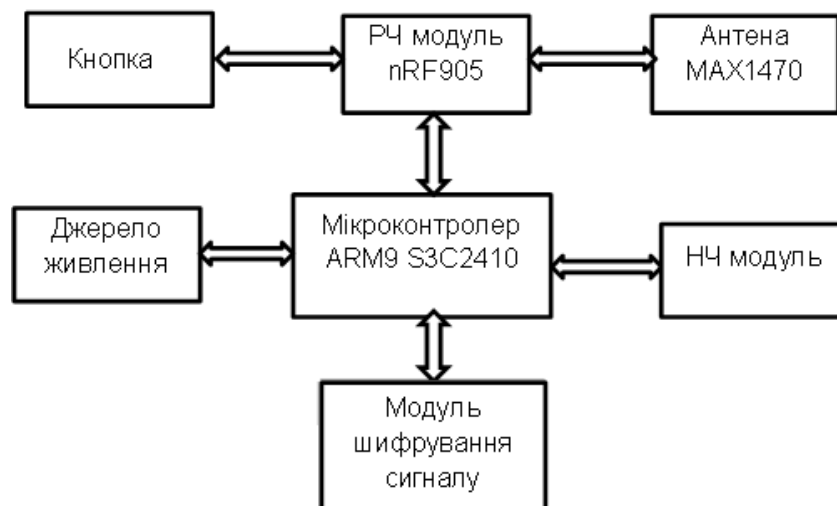 Кнопка
РЧ модуль
nRF905
Антена
MAX1470
Джерело
живлення
Мікроконтролер
ARM9 S3C2410
НЧ модуль
Модуль
шифрування
сигналу